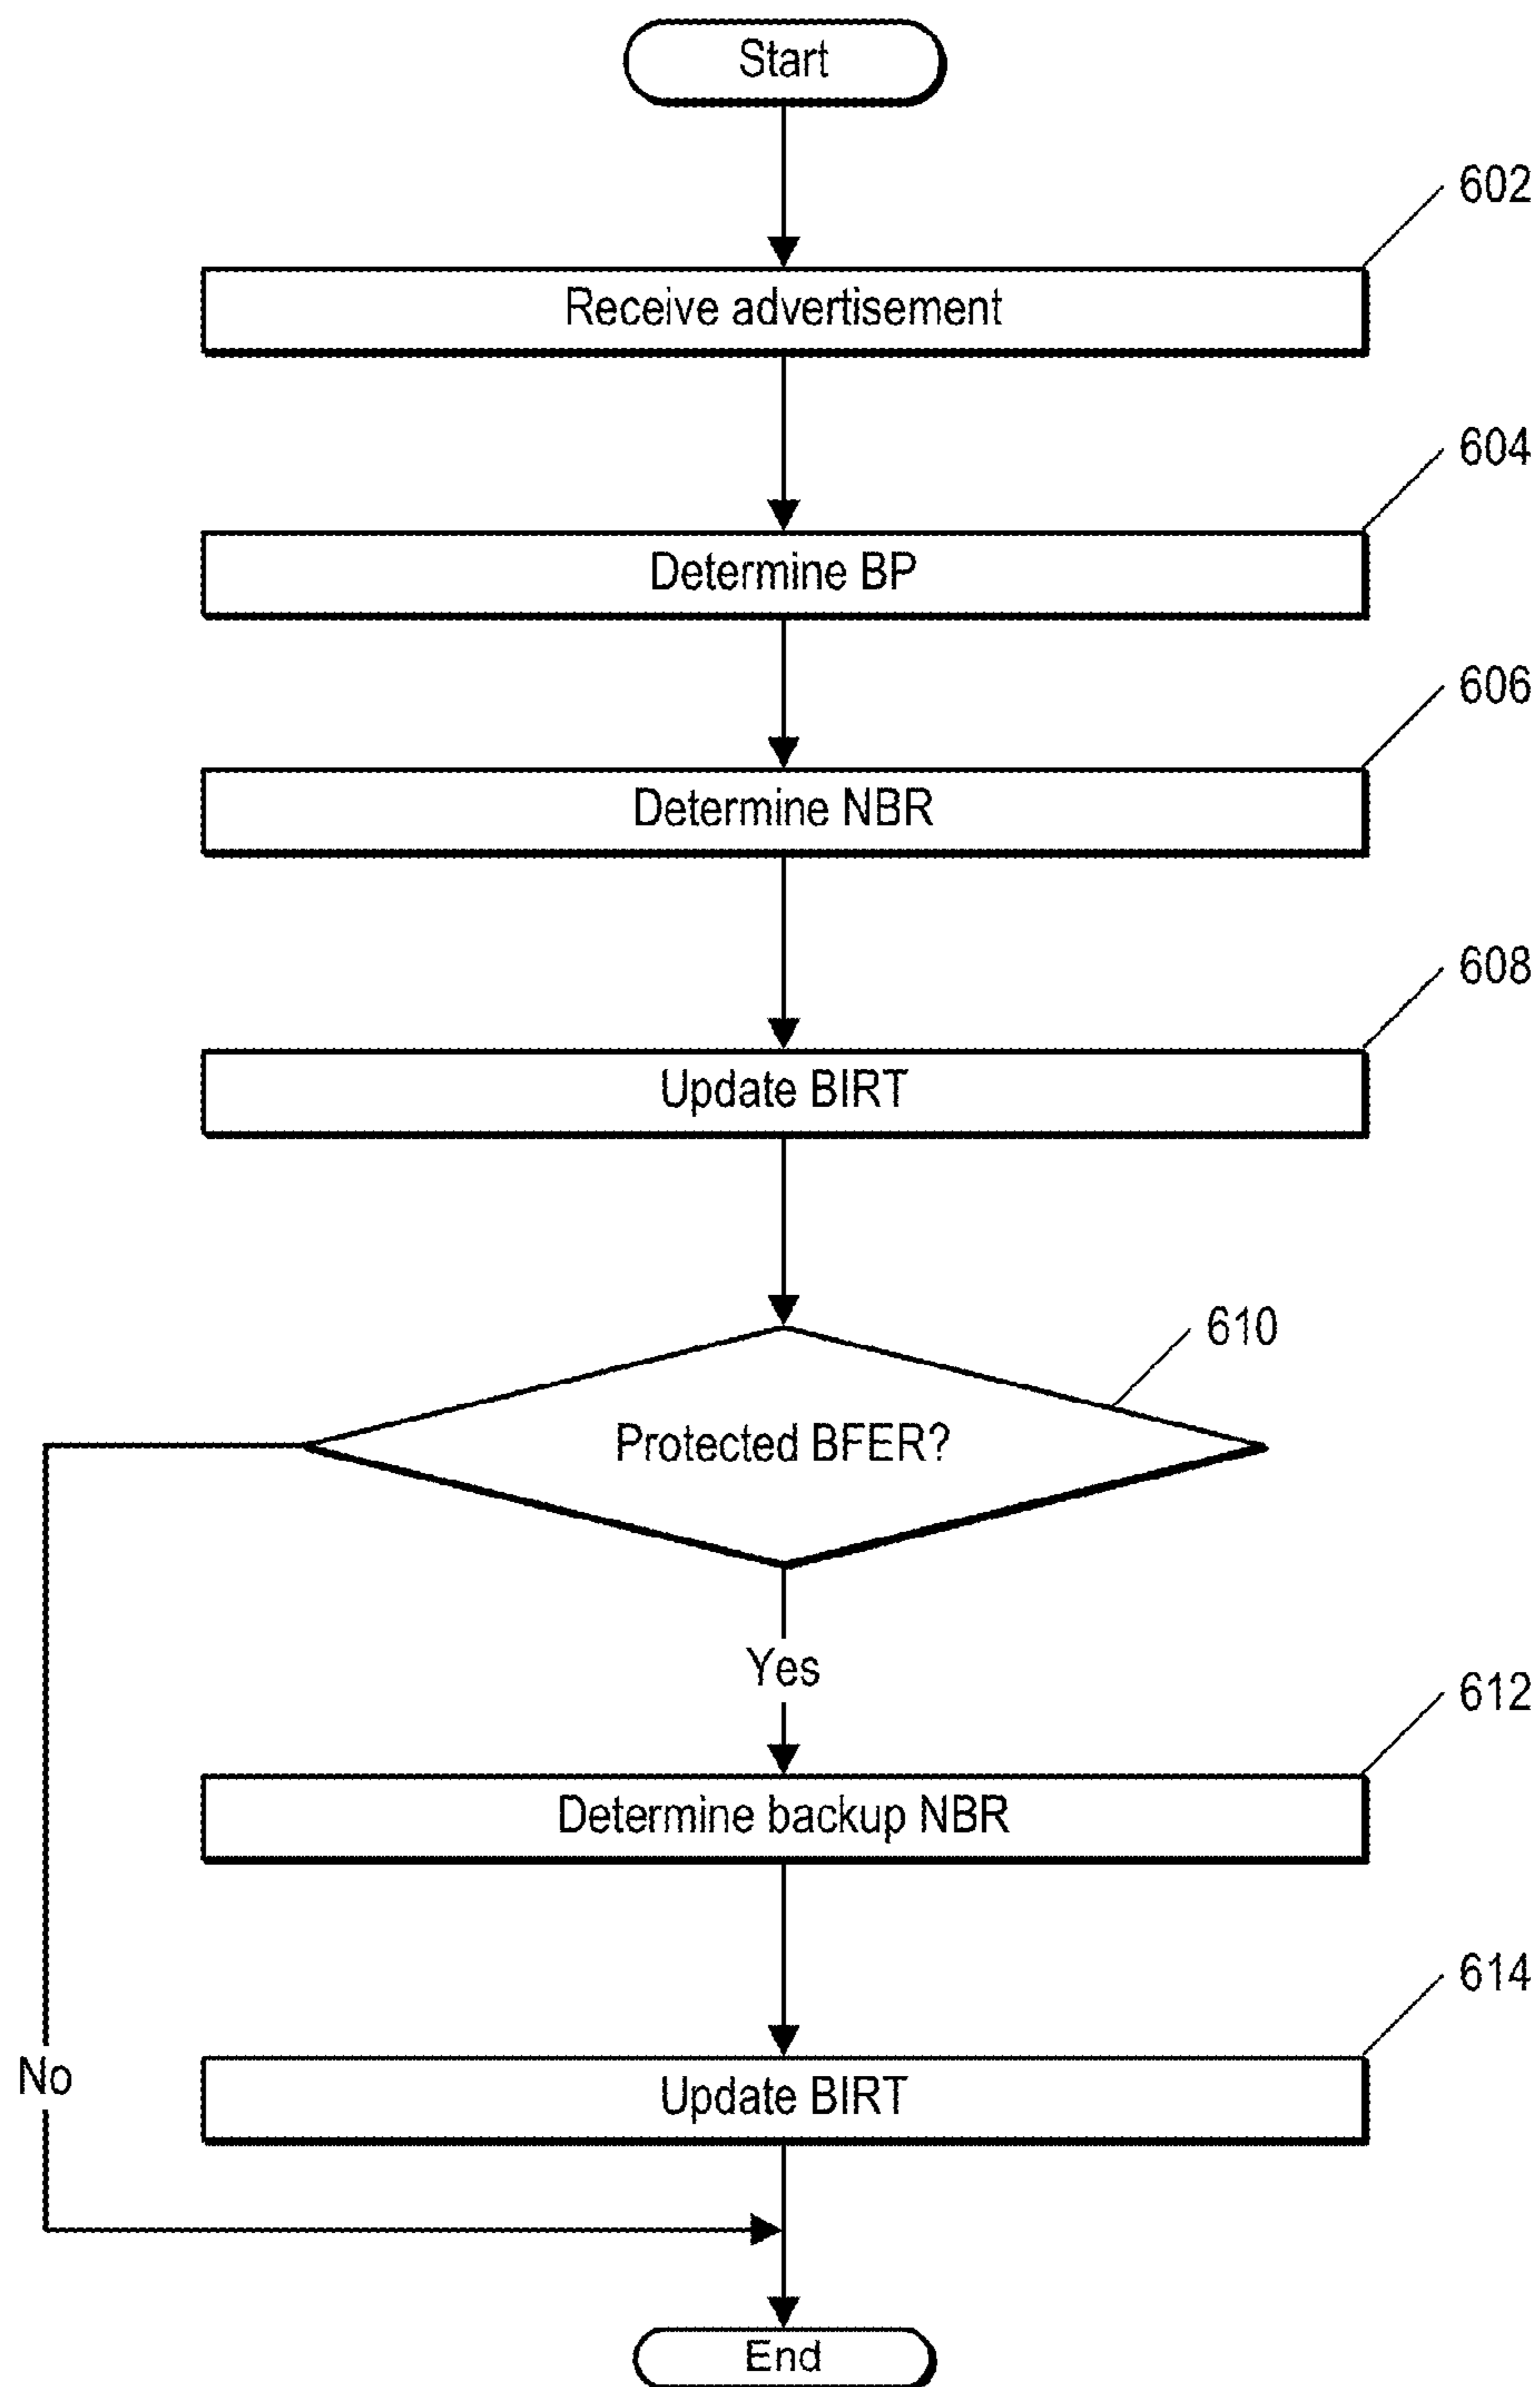 Start
602
Receive advertisement
604
Determine BP
606
Determine NBR
608
Update BIRT
610
Protected BFER?
Yes
612
Determine backup NBR
614
Update BIRT
No
End